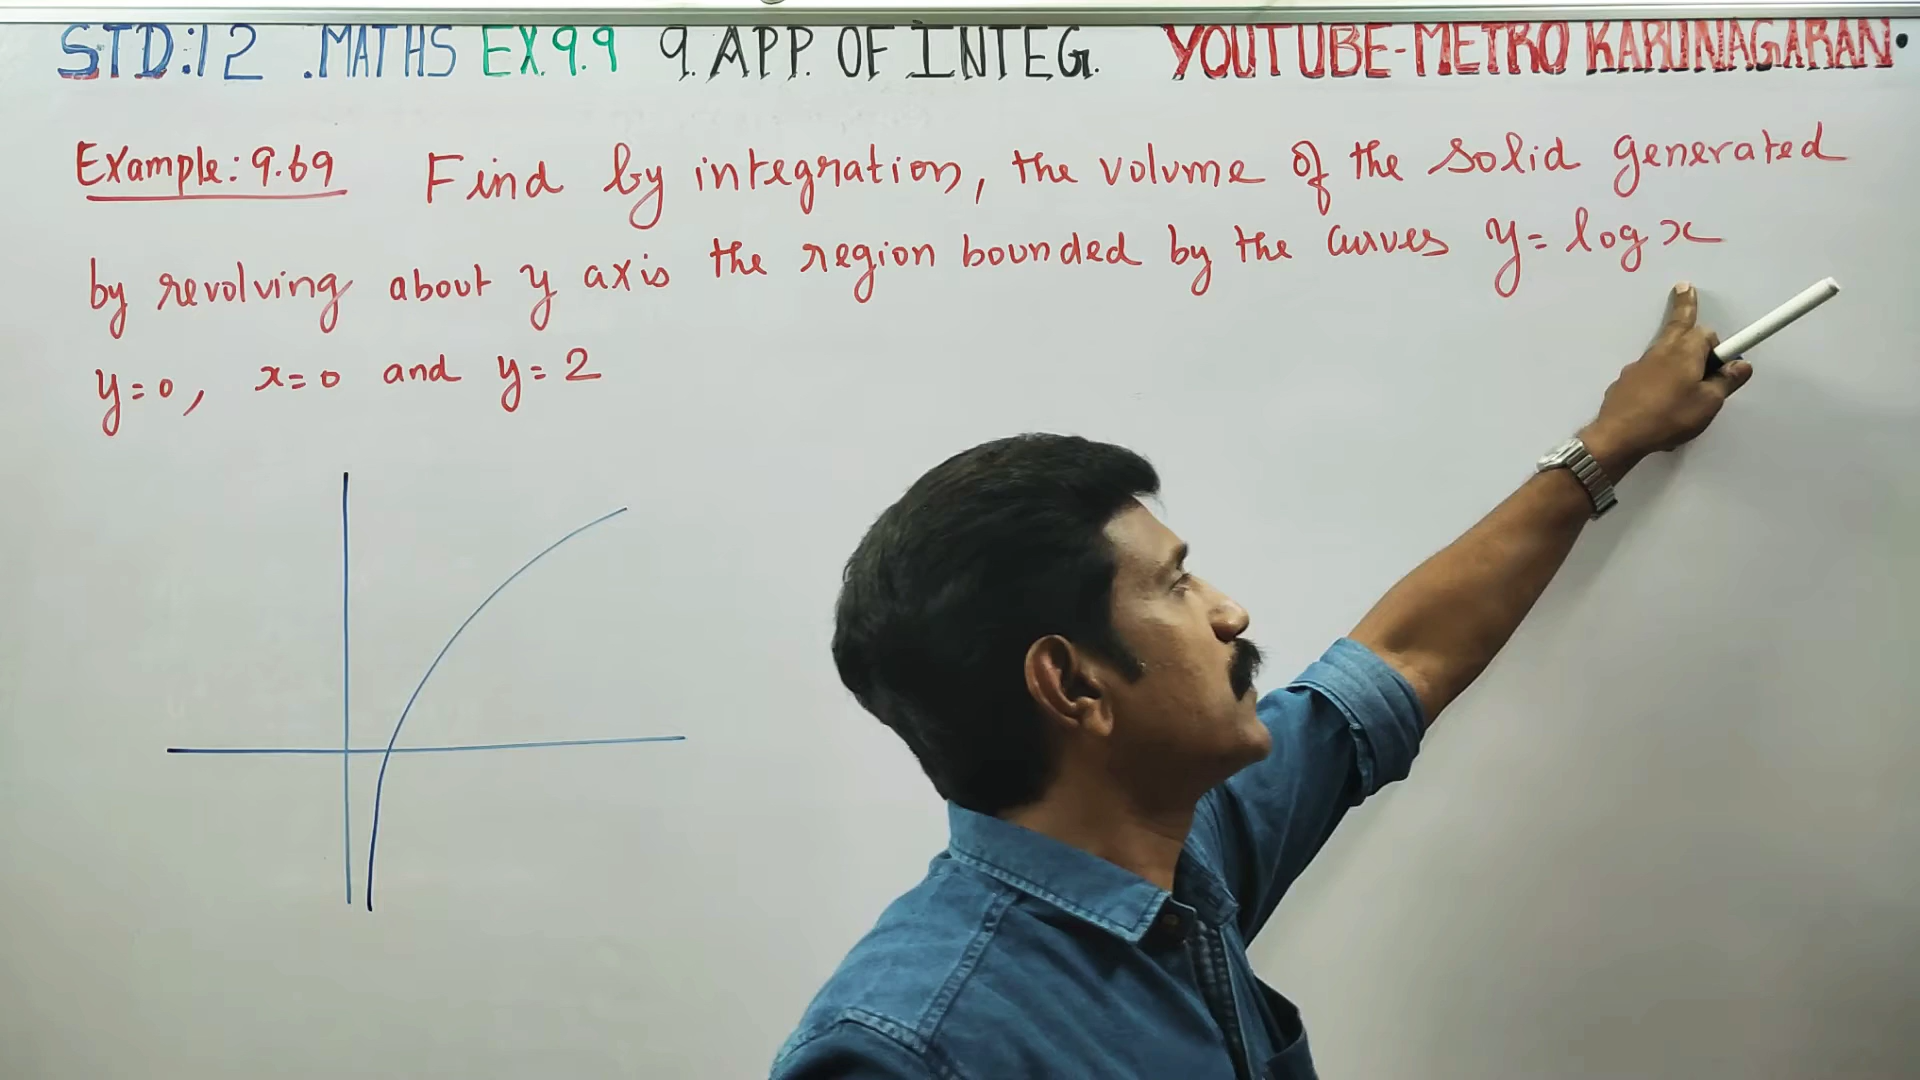 STD:12 .MATHS EX.9.9 9.APP. OF INTEG. YOUTUBE-METRO KARUNAGARAN.
Example: 9.69 Find by integration, the volume of the solid generated
by revolving about y axis the region bounded by the curves y = log x
y=0, x=0 and y=2